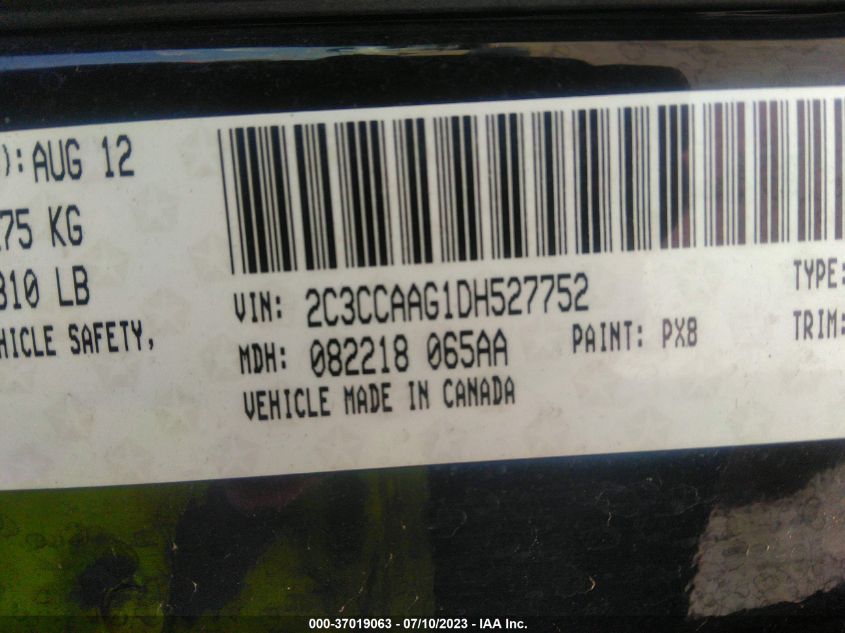 ): AUG 12
75 KG
310 LB
HICLE SAFETY,
VIN: 2C3CCAAG1DH527752
TYPE:
MDH: 082218 065AA
PAINT: PX8
TRIM:
VEHICLE MADE IN CANADA
000-37019063 - 07/10/2023 - IAA Inc.